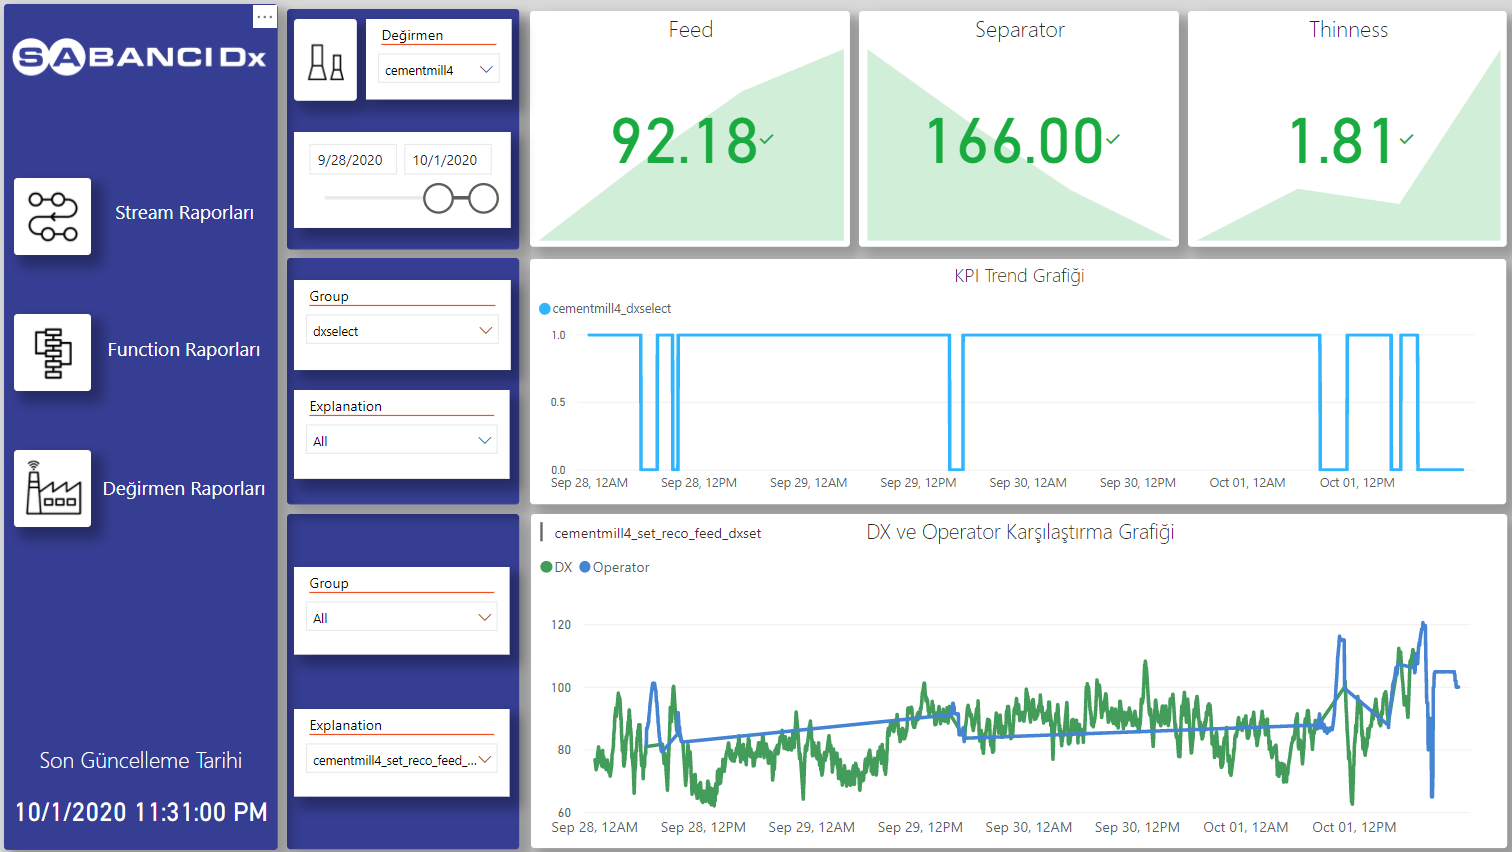 SABANCI Dx
Stream Raporları
Function Raporları
Değirmen Raporları
Son Güncelleme Tarihi
10/1/2020 11:31:00 PM
Değirmen
cementmill4
9/28/2020
10/1/2020
Group
dxselect
Explanation
All
Group
All
Explanation
cementmill4_set_reco_feed_...
Feed
92.18
Separator
166.00
Thinness
1.81
KPI Trend Grafiği
cementmill4_dxselect
1.0
0.5
0.0
Sep 28, 12AM
Sep 28, 12PM
Sep 29, 12AM
Sep 29, 12PM
Sep 30, 12AM
Sep 30, 12PM
Oct 01, 12AM
Oct 01, 12PM
cementmill4_set_reco_feed_dxset
DX ve Operator Karşılaştırma Grafiği
DX
Operator
120
100
80
60
Sep 28, 12AM
Sep 28, 12PM
Sep 29, 12AM
Sep 29, 12PM
Sep 30, 12AM
Sep 30, 12PM
Oct 01, 12AM
Oct 01, 12PM